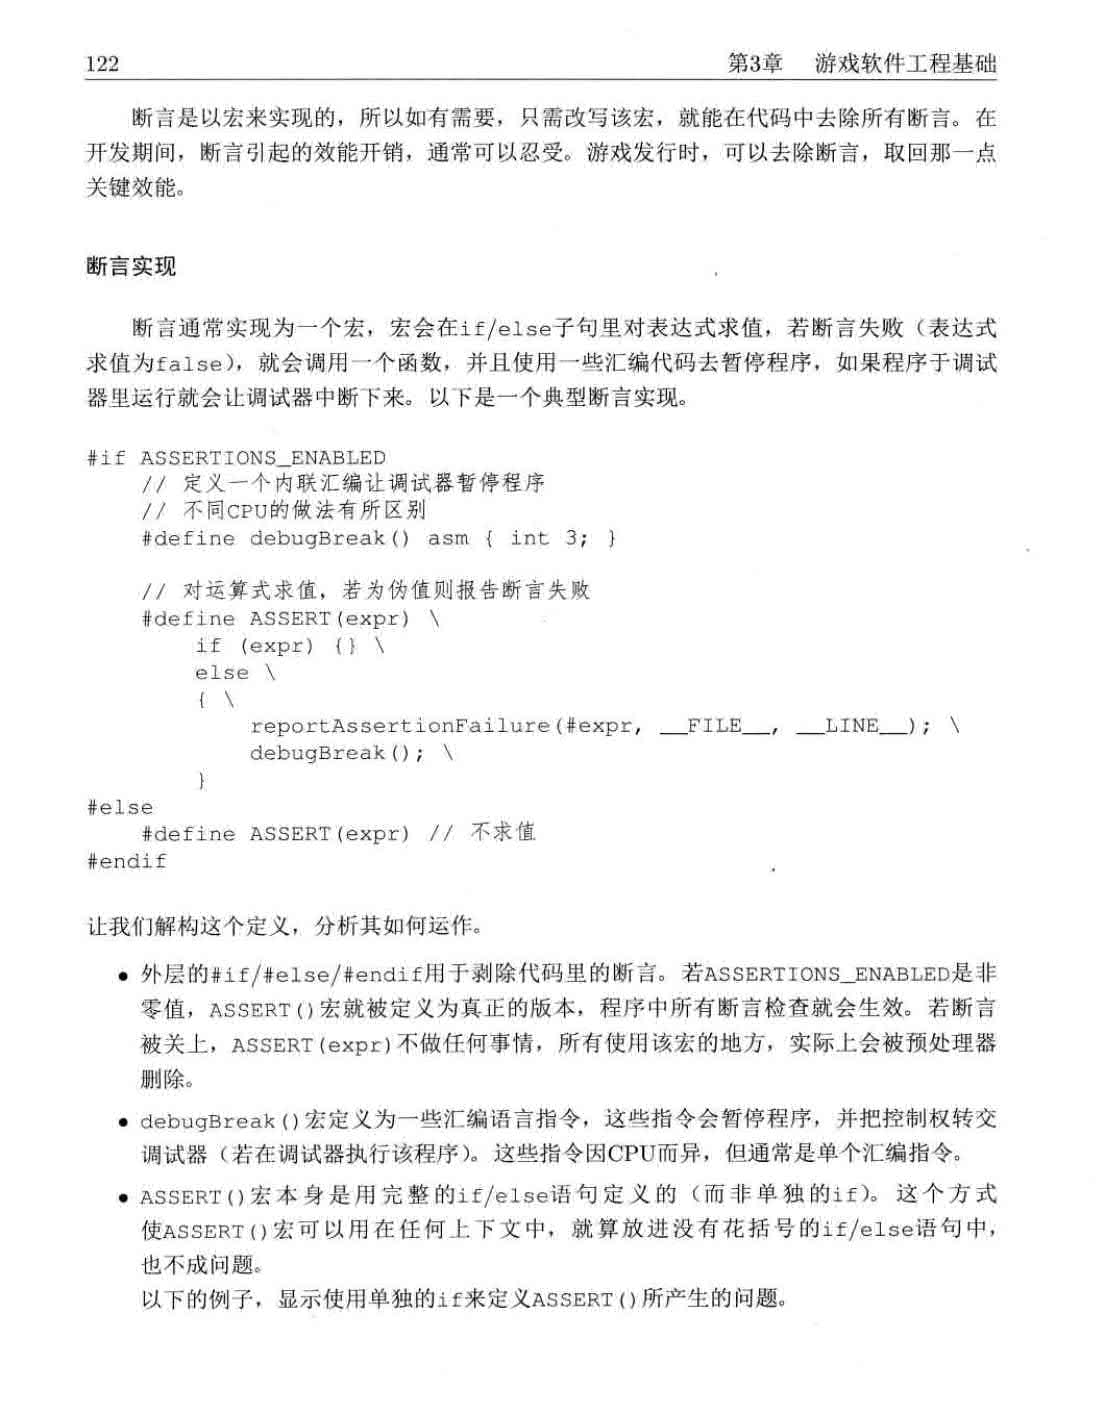 122 第3章 游戏软件工程基础
断言是以宏来实现的，所以如有需要，只需改写该宏，就能在代码中去除所有断言。在
开发期间，断言引起的效能开销，通常可以忍受。游戏发行时，可以去除断言，取回那一点
关键效能。
断言实现
断言通常实现为一个宏，宏会在if/else子句里对表达式求值，若断言失败（表达式
求值为false），就会调用一个函数，并且使用一些汇编代码去暂停程序，如果程序于调试
器里运行就会让调试器中断下来。以下是一个典型断言实现。
#if ASSERTIONS_ENABLED
// 定义一个内联汇编让调试器暂停程序
// 不同CPU的做法有所区别
#define debugBreak() asm { int 3; }
// 对运算式求值，若为伪值则报告断言失败
#define ASSERT(expr) \
if (expr) {} \
else \
{ \
reportAssertionFailure(#expr, __FILE__, __LINE__); \
debugBreak(); \
}
#else
#define ASSERT(expr) // 不求值
#endif
让我们解构这个定义，分析其如何运作。
● 外层的#if/#else/#endif用于剥除代码里的断言。若ASSERTIONS_ENABLED是非
零值，ASSERT()宏就被定义为真正的版本，程序中所有断言检查就会生效。若断言
被关上，ASSERT(expr)不做任何事情，所有使用该宏的地方，实际上会被预处理器
删除。
● debugBreak()宏定义为一些汇编语言指令，这些指令会暂停程序，并把控制权转交
调试器（若在调试器执行该程序）。这些指令因CPU而异，但通常是单个汇编指令。
● ASSERT()宏本身是用完整的if/else语句定义的（而非单独的if）。这个方式
使ASSERT()宏可以用在任何上下文中，就算放进没有花括号的if/else语句中，
也不成问题。
以下的例子，显示使用单独的if来定义ASSERT()所产生的问题。